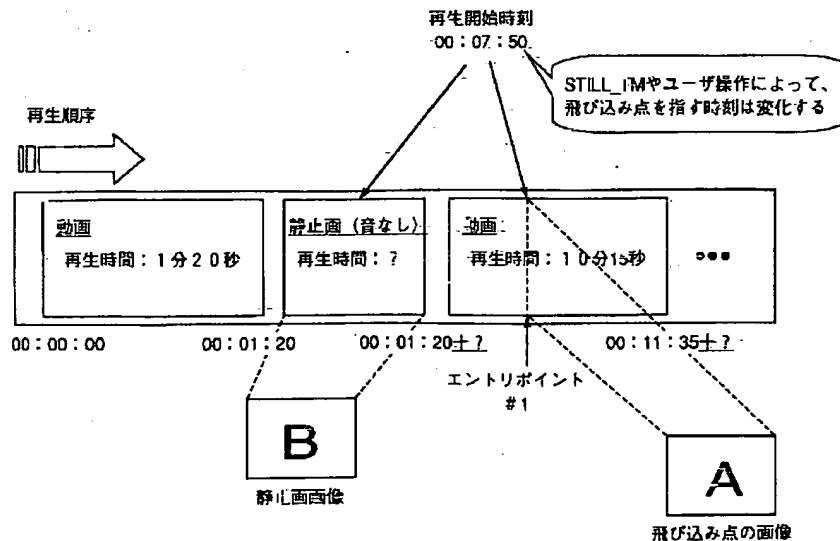 再生開始時刻
00：07：50
STILL_TMやユーザ操作によって、
飛び込み点を指す時刻は変化する
再生順序
動画
再生時間：1分20秒
静止画（音なし）
再生時間：？
動画
再生時間：10分15秒
•••
00：00：00
00：01：20
00：01：20＋？
00：11：35＋？
エントリポイント
#1
B
静止画画像
A
飛び込み点の画像